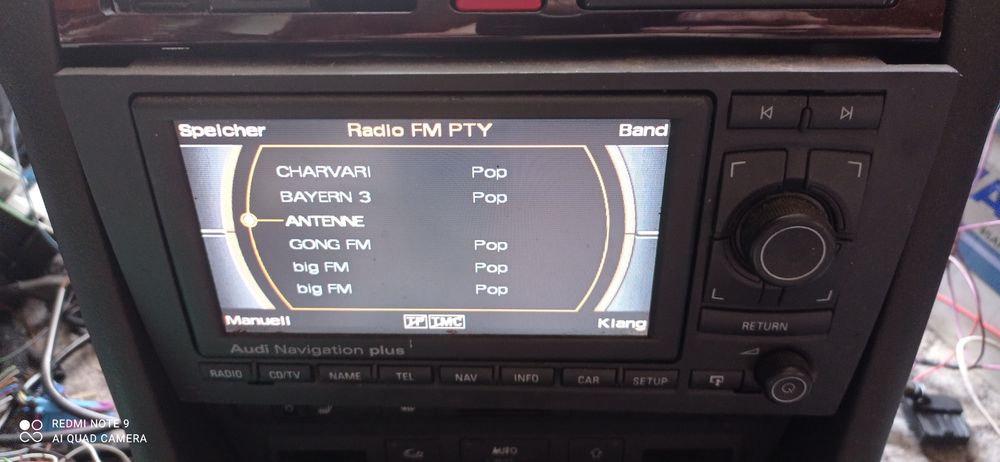 Speicher Radio FM PTY Band
CHARVARI Pop
BAYERN 3 Pop
ANTENNE
GONG FM Pop
big FM Pop
big FM Pop
Manuell TP TMC Klang
Audi Navigation plus
RETURN
RADIO CD/TV NAME TEL NAV INFO CAR SETUP
AUTO
REDMI NOTE 9
AI QUAD CAMERA